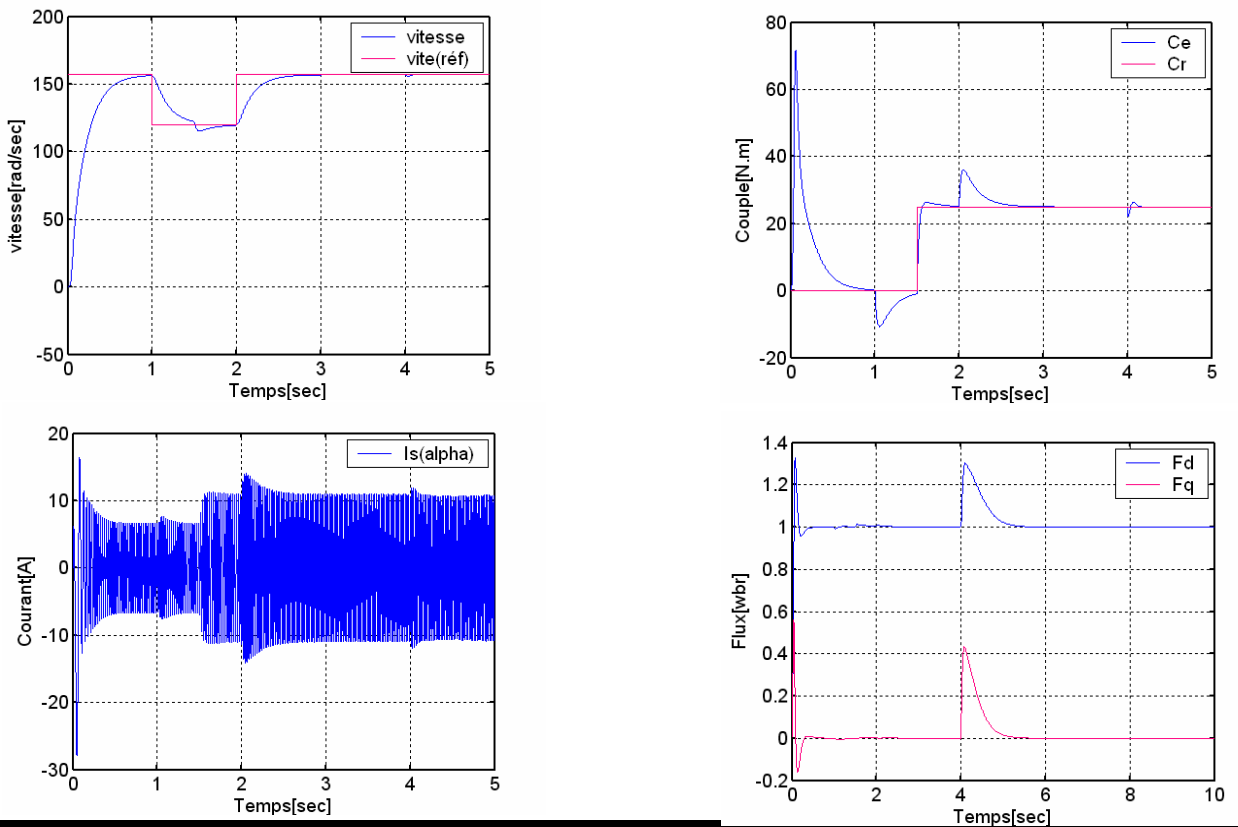 200
150
100
50
0
-50
vitesse[rad/sec]
vitesse
vite(réf)
0 1 2 3 4 5
Temps[sec]
80
60
40
20
0
-20
Couple[N.m]
Ce
Cr
0 1 2 3 4 5
Temps[sec]
20
10
0
-10
-20
-30
Courant[A]
Is(alpha)
0 1 2 3 4 5
Temps[sec]
1.4
1.2
1
0.8
0.6
0.4
0.2
0
-0.2
Flux[wbr]
Fd
Fq
0 2 4 6 8 10
Temps[sec]